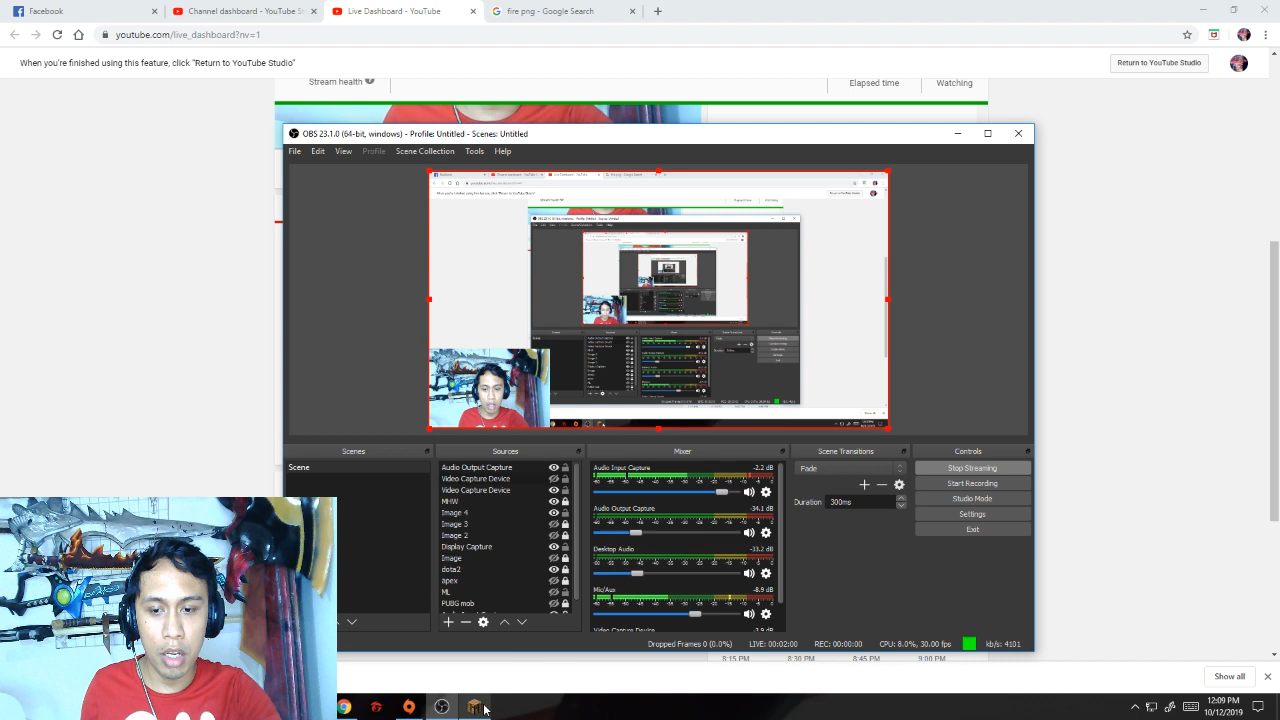 Facebook
Channel dashboard - YouTube St
Live Dashboard - YouTube
fire png - Google Search
youtube.com/live_dashboard?nv=1
When you're finished using this feature, click "Return to YouTube Studio"
Return to YouTube Studio
Stream health
Elapsed time
Watching
OBS 23.1.0 (64-bit, windows) - Profile: Untitled - Scenes: Untitled
File Edit View Profile Scene Collection Tools Help
Scenes
Scene
Sources
Audio Output Capture
Video Capture Device
Video Capture Device
MHW
Image 4
Image 3
Image 2
Display Capture
Image
dota2
apex
ML
PUBG mob
Mixer
Audio Input Capture -2.2 dB
Audio Output Capture -34.1 dB
Desktop Audio -33.2 dB
Mic/Aux -8.9 dB
Video Capture Device -3.9 dB
Scene Transitions
Fade
Duration 300ms
Controls
Stop Streaming
Start Recording
Studio Mode
Settings
Exit
Dropped Frames 0 (0.0%) LIVE: 00:02:00 REC: 00:00:00 CPU: 8.0%, 30.00 fps kb/s: 4101
8:15 PM 8:30 PM 8:45 PM 9:00 PM
Show all
12:09 PM
10/12/2019